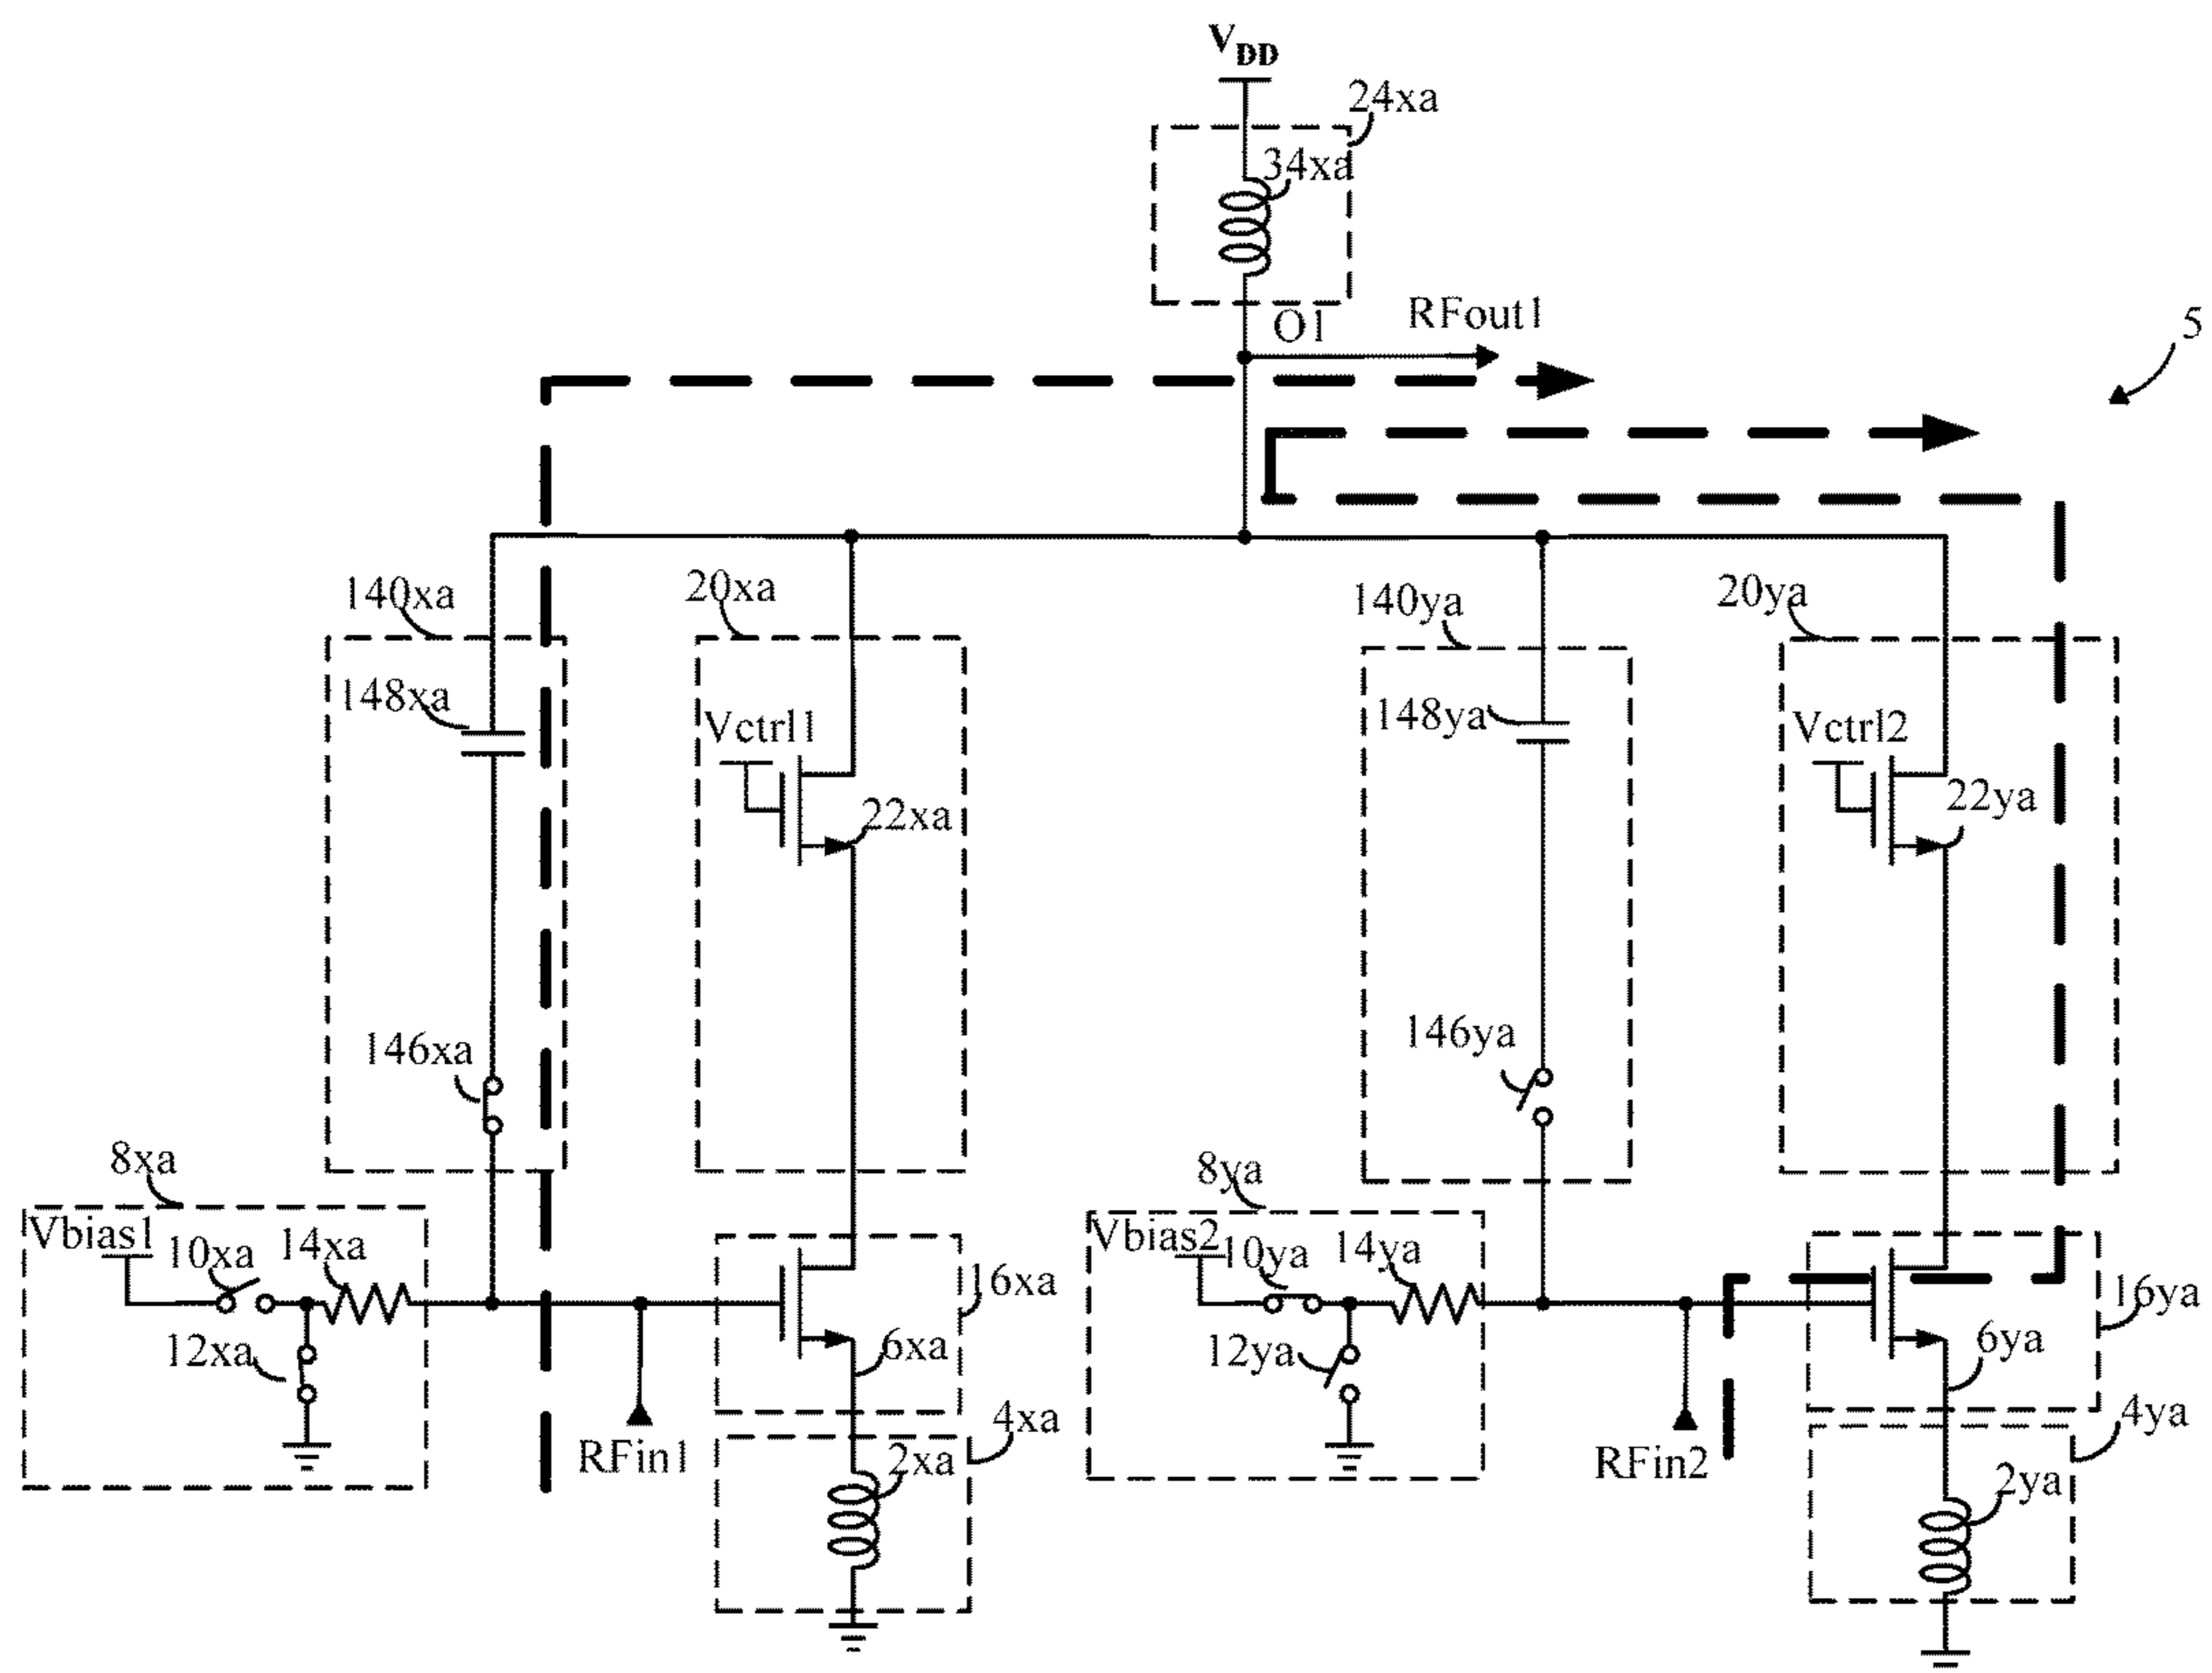 VDD
24xa
34xa
O1
RFout1
5
140xa
20xa
140ya
20ya
148xa
Vctrl1
148ya
Vctrl2
22xa
22ya
146xa
146ya
8xa
8ya
Vbias1
10xa
14xa
Vbias2
10ya
14ya
16xa
16ya
12xa
6xa
12ya
6ya
RFin1
4xa
RFin2
4ya
2xa
2ya